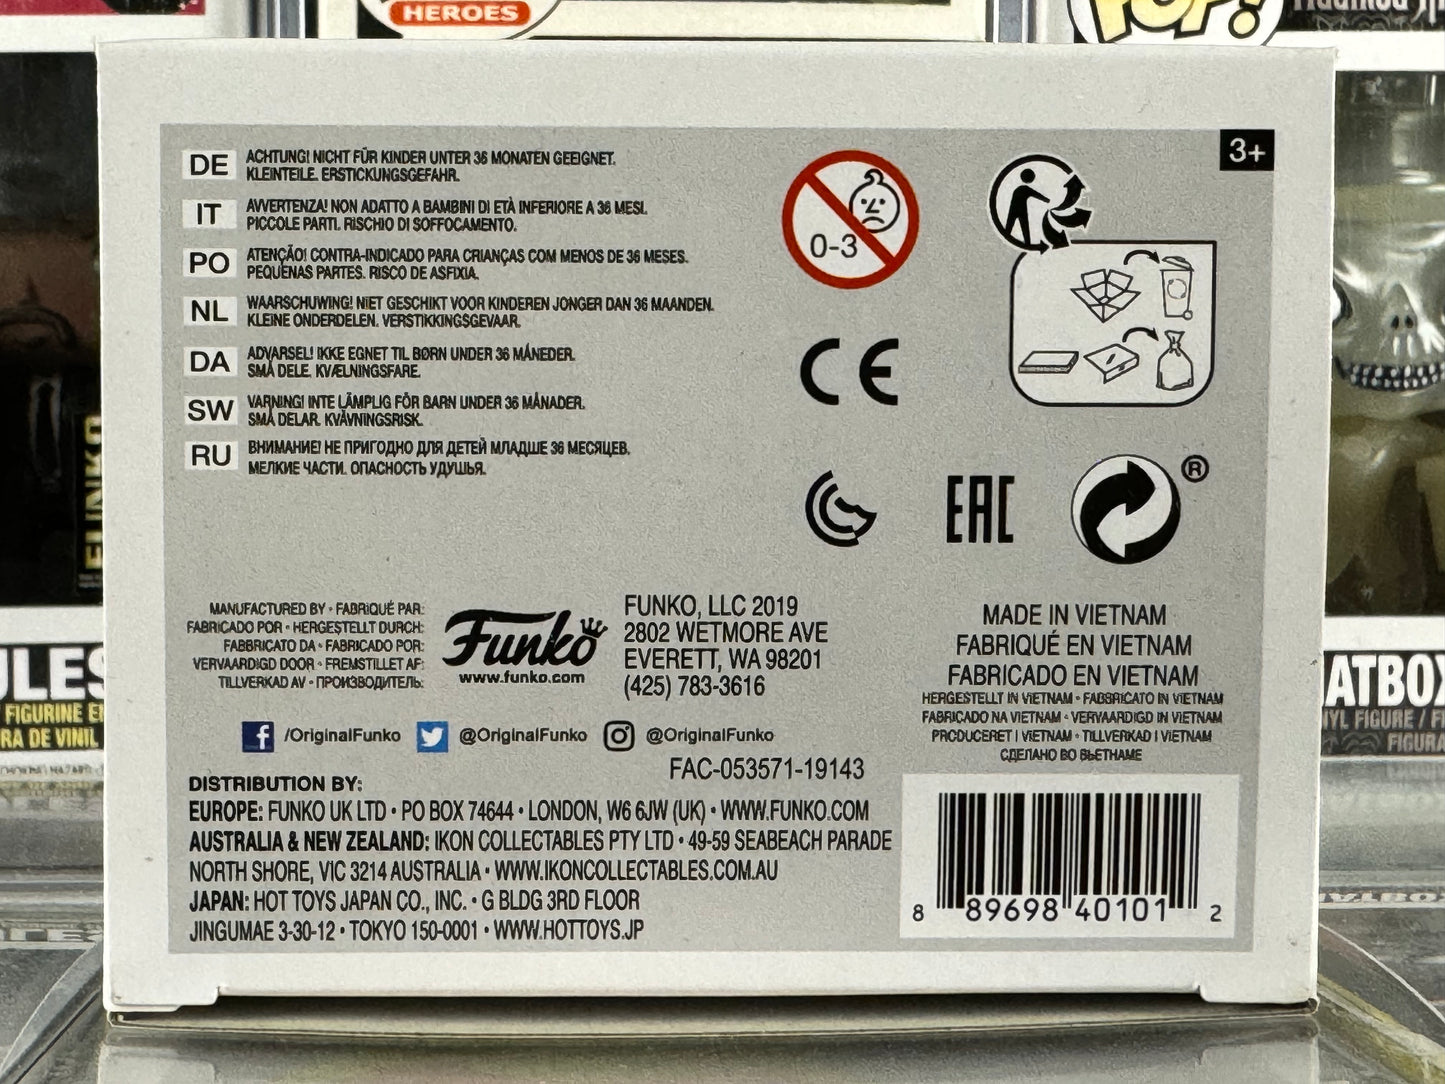 HEROES
POP!
3+
DE ACHTUNG! NICHT FÜR KINDER UNTER 36 MONATEN GEEIGNET.
KLEINTEILE. ERSTICKUNGSGEFAHR.
IT AVVERTENZA! NON ADATTO A BAMBINI DI ETÀ INFERIORE A 36 MESI.
PICCOLE PARTI. RISCHIO DI SOFFOCAMENTO.
PO ATENÇÃO! CONTRA-INDICADO PARA CRIANÇAS COM MENOS DE 36 MESES.
PEQUENAS PARTES. RISCO DE ASFIXIA.
NL WAARSCHUWING! NIET GESCHIKT VOOR KINDEREN JONGER DAN 36 MAANDEN.
KLEINE ONDERDELEN. VERSTIKKINGSGEVAAR.
DA ADVARSEL! IKKE EGNET TIL BØRN UNDER 36 MÅNEDER.
SMÅ DELE. KVÆLNINGSFARE.
SW VARNING! INTE LÄMPLIG FÖR BARN UNDER 36 MÅNADER.
SMÅ DELAR. KVÄVNINGSRISK.
RU ВНИМАНИЕ! НЕ ПРИГОДНО ДЛЯ ДЕТЕЙ МЛАДШЕ 36 МЕСЯЦЕВ.
МЕЛКИЕ ЧАСТИ. ОПАСНОСТЬ УДУШЬЯ.
0-3
CE
EAC
®
MANUFACTURED BY • FABRIQUÉ PAR:
FABRICADO POR • HERGESTELLT DURCH:
FABBRICATO DA • FABRICADO POR:
VERVAARDIGD DOOR • FREMSTILLET AF:
TILLVERKAD AV • ПРОИЗВОДИТЕЛЬ:
Funko
www.funko.com
FUNKO, LLC 2019
2802 WETMORE AVE
EVERETT, WA 98201
(425) 783-3616
MADE IN VIETNAM
FABRIQUÉ EN VIETNAM
FABRICADO EN VIETNAM
HERGESTELLT IN VIETNAM • FABBRICATO IN VIETNAM
FABRICADO NA VIETNAM • VERVAARDIGD IN VIETNAM
PRODUCERET I VIETNAM • TILLVERKAD I VIETNAM
СДЕЛАНО ВО ВЬЕТНАМЕ
f /OriginalFunko @OriginalFunko @OriginalFunko
FAC-053571-19143
DISTRIBUTION BY:
EUROPE: FUNKO UK LTD • PO BOX 74644 • LONDON, W6 6JW (UK) • WWW.FUNKO.COM
AUSTRALIA & NEW ZEALAND: IKON COLLECTABLES PTY LTD • 49-59 SEABEACH PARADE
NORTH SHORE, VIC 3214 AUSTRALIA • WWW.IKONCOLLECTABLES.COM.AU
JAPAN: HOT TOYS JAPAN CO., INC. • G BLDG 3RD FLOOR
JINGUMAE 3-30-12 • TOKYO 150-0001 • WWW.HOTTOYS.JP
8 89698 40101 2
FUNKO
ULES
FIGURINE E
RA DE VINIL
ATBOX
NYL FIGURE / F
FIGURA